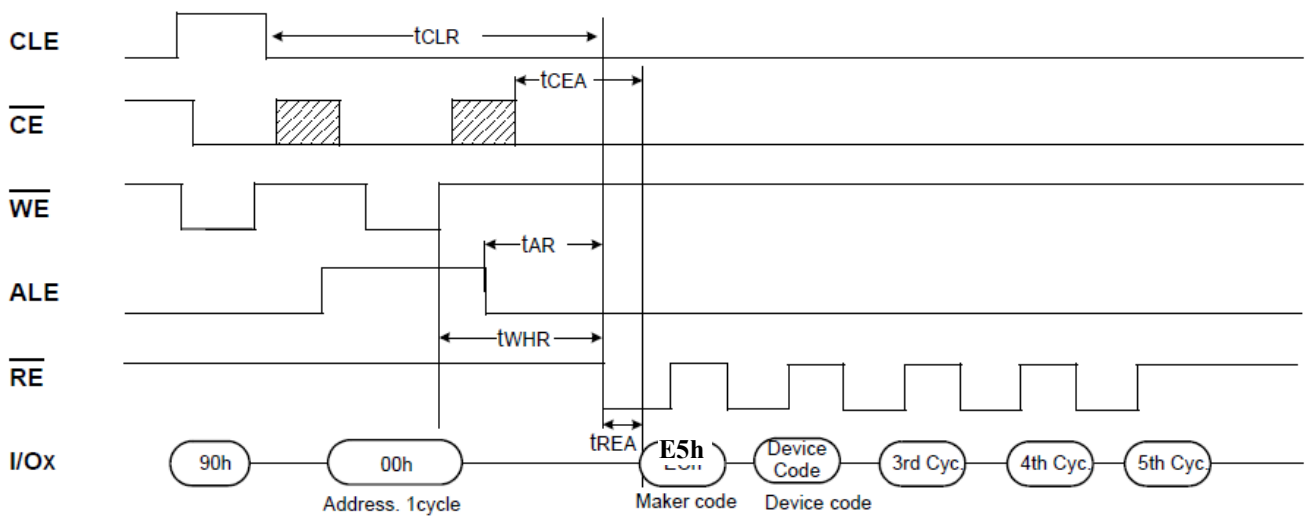 CLE
tCLR
tCEA
CE
WE
tAR
ALE
tWHR
RE
tREA
I/Ox
90h
00h
E5h
Device
Code
3rd Cyc.
4th Cyc.
5th Cyc.
Address. 1cycle
Maker code
Device code